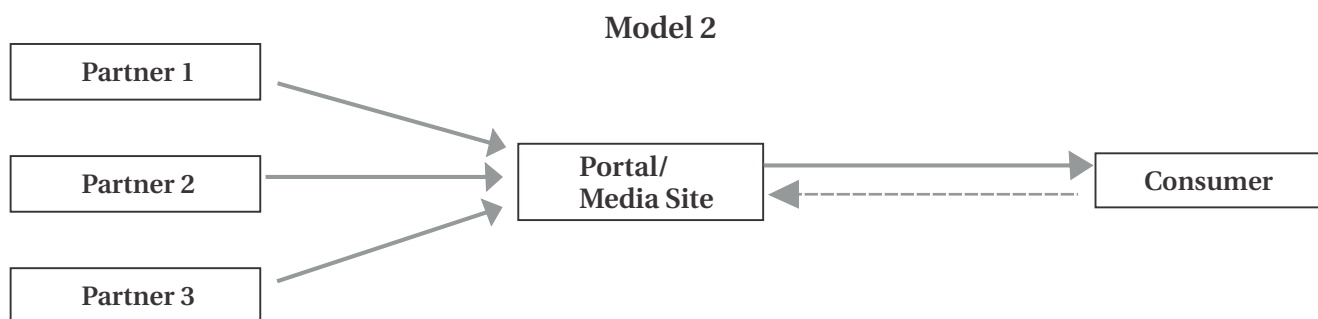 Model 2
Partner 1
Partner 2
Partner 3
Portal/
Media Site
Consumer